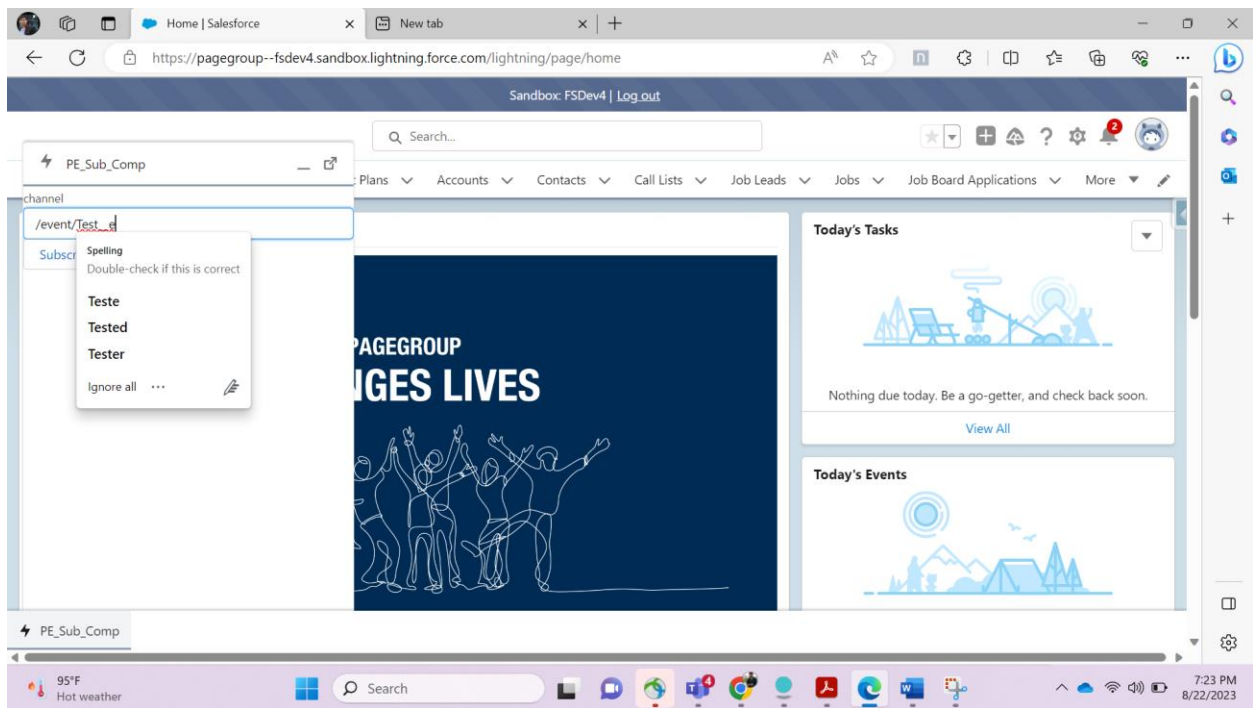 Home | Salesforce
New tab
https://pagegroup--fsdev4.sandbox.lightning.force.com/lightning/page/home
Sandbox: FSDev4 | Log out
Search...
2
PE_Sub_Comp
Plans Accounts Contacts Call Lists Job Leads Jobs Job Board Applications More
channel
/event/Test__e
Subscr
Spelling
Double-check if this is correct
Teste
Tested
Tester
Ignore all ...
PAGEGROUP
NGES LIVES
Today's Tasks
Nothing due today. Be a go-getter, and check back soon.
View All
Today's Events
PE_Sub_Comp
95°F
Hot weather
Search
4
7:23 PM
8/22/2023